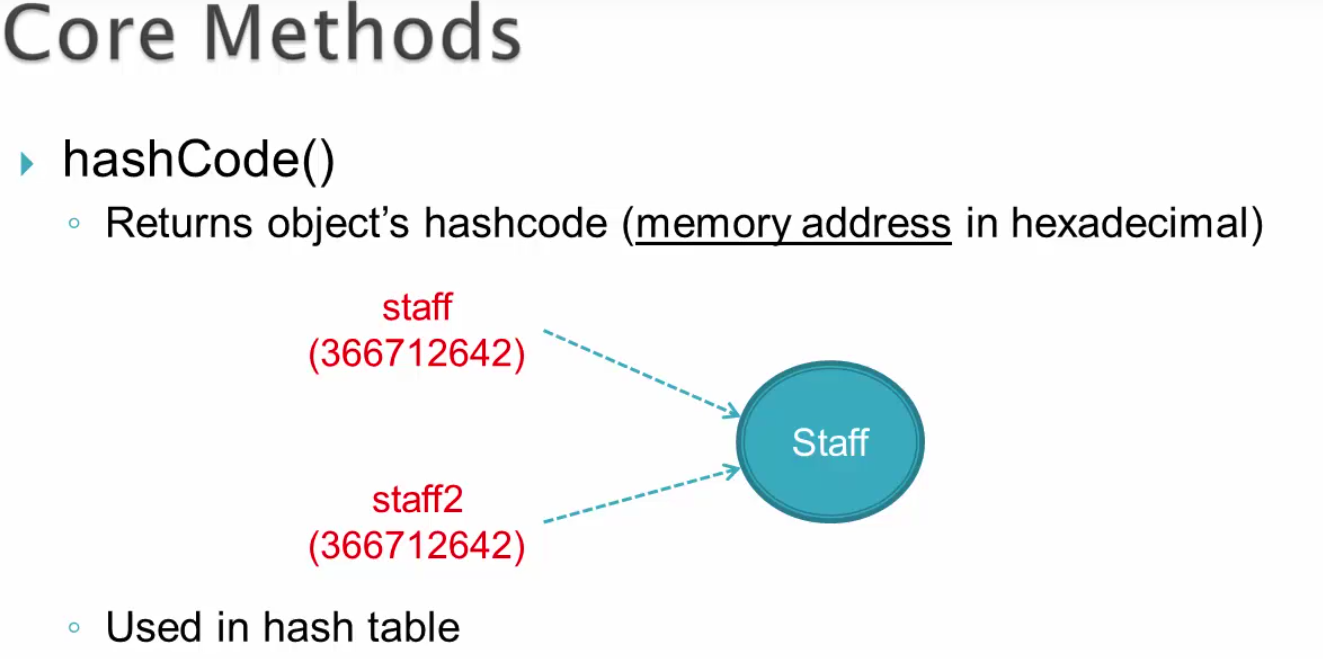 Core Methods
hashCode()
Returns object’s hashcode (memory address in hexadecimal)
staff
(366712642)
Staff
staff2
(366712642)
Used in hash table